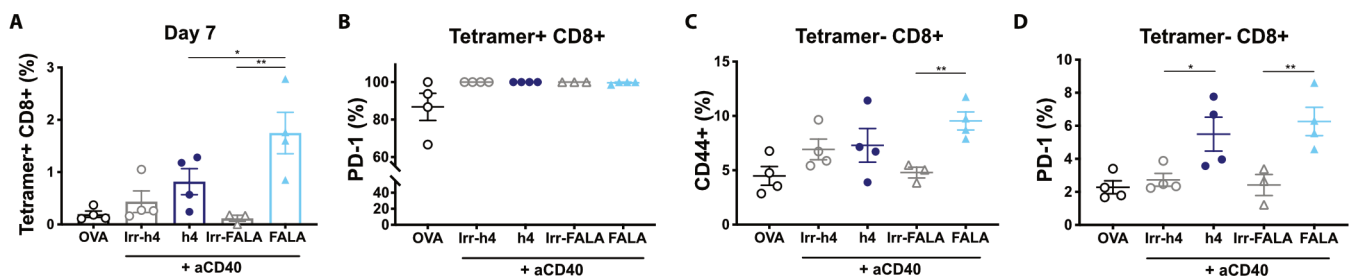 A
Day 7
Tetramer+ CD8+ (%)
3
2
1
0
*
**
OVA
Irr-h4
h4
Irr-FALA
FALA
+ aCD40
B
Tetramer+ CD8+
PD-1 (%)
100
80
60
40
20
0
OVA
Irr-h4
h4
Irr-FALA
FALA
+ aCD40
C
Tetramer- CD8+
CD44+ (%)
15
10
5
0
**
OVA
Irr-h4
h4
Irr-FALA
FALA
+ aCD40
D
Tetramer- CD8+
PD-1 (%)
10
8
6
4
2
0
*
**
OVA
Irr-h4
h4
Irr-FALA
FALA
+ aCD40